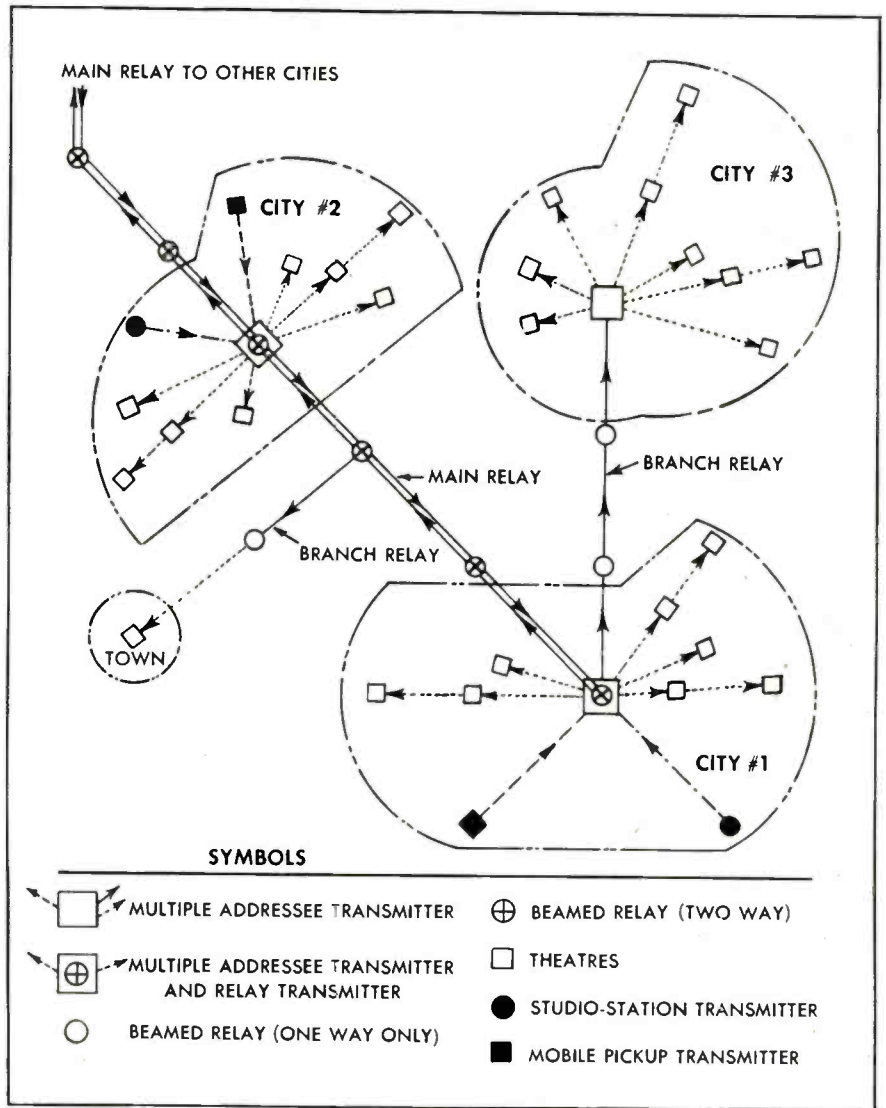 MAIN RELAY TO OTHER CITIES
CITY #2
CITY #3
MAIN RELAY
BRANCH RELAY
BRANCH RELAY
TOWN
CITY #1
SYMBOLS
MULTIPLE ADDRESSEE TRANSMITTER
MULTIPLE ADDRESSEE TRANSMITTER
AND RELAY TRANSMITTER
BEAMED RELAY (ONE WAY ONLY)
BEAMED RELAY (TWO WAY)
THEATRES
STUDIO-STATION TRANSMITTER
MOBILE PICKUP TRANSMITTER